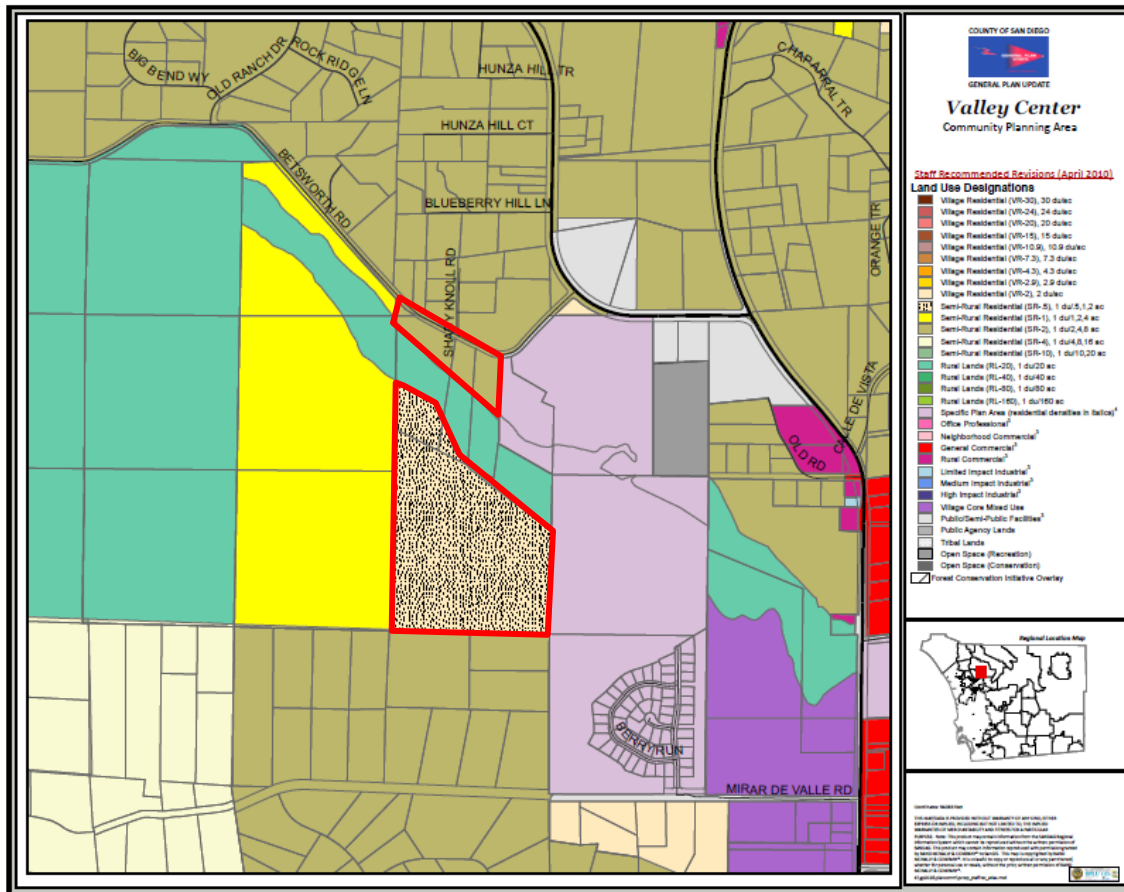 BIG BEND WY
OLD RANCH DR
ROCK RIDGE LN
HUNZA HILL TR
CHAPARRAL TR
HUNZA HILL CT
BETSWORTH RD
BLUEBERRY HILL LN
SHADY KNOLL RD
ORANGE TR
CALLE DE VISTA
OLD RD
BERRY RUN
MIRAR DE VALLE RD
COUNTY OF SAN DIEGO
GENERAL PLAN UPDATE
Valley Center
Community Planning Area
Staff Recommended Revisions (April 2010)
Land Use Designations
Village Residential (VR-30), 30 du/ac
Village Residential (VR-24), 24 du/ac
Village Residential (VR-20), 20 du/ac
Village Residential (VR-15), 15 du/ac
Village Residential (VR-10.9), 10.9 du/ac
Village Residential (VR-7.3), 7.3 du/ac
Village Residential (VR-4.3), 4.3 du/ac
Village Residential (VR-2.9), 2.9 du/ac
Village Residential (VR-2), 2 du/ac
Semi-Rural Residential (SR-.5), 1 du/.5,1,2 ac
Semi-Rural Residential (SR-1), 1 du/1,2,4 ac
Semi-Rural Residential (SR-2), 1 du/2,4,8 ac
Semi-Rural Residential (SR-4), 1 du/4,8,16 ac
Semi-Rural Residential (SR-10), 1 du/10,20 ac
Rural Lands (RL-20), 1 du/20 ac
Rural Lands (RL-40), 1 du/40 ac
Rural Lands (RL-80), 1 du/80 ac
Rural Lands (RL-160), 1 du/160 ac
Specific Plan Area (residential densities in italics)⁴
Office Professional³
Neighborhood Commercial³
General Commercial³
Rural Commercial³
Limited Impact Industrial³
Medium Impact Industrial³
High Impact Industrial³
Village Core Mixed Use
Public/Semi-Public Facilities³
Public Agency Lands
Tribal Lands
Open Space (Recreation)
Open Space (Conservation)
Forest Conservation Initiative Overlay
Regional Location Map